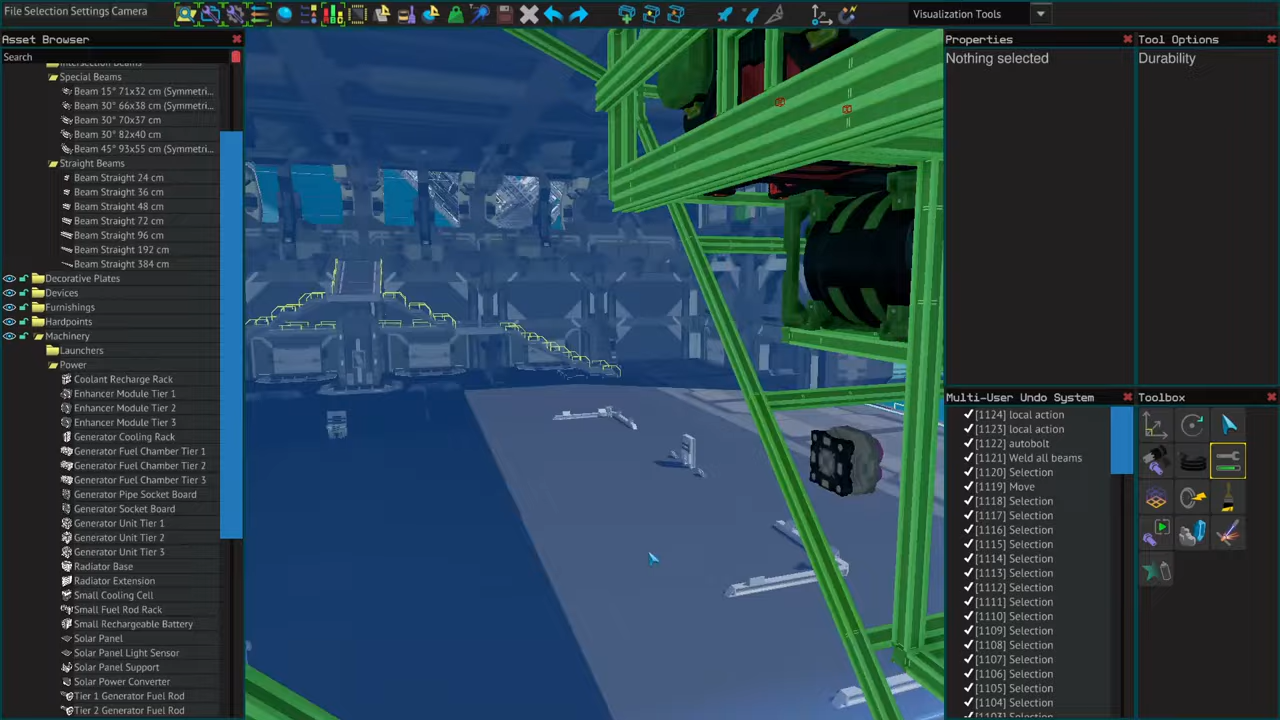 File Selection Settings Camera
Visualization Tools
Asset Browser
Search
Special Beams
Beam 15° 71x32 cm (Symmetri...
Beam 30° 66x38 cm (Symmetri...
Beam 30° 70x37 cm
Beam 30° 82x40 cm
Beam 45° 93x55 cm (Symmetri...
Straight Beams
Beam Straight 24 cm
Beam Straight 36 cm
Beam Straight 48 cm
Beam Straight 72 cm
Beam Straight 96 cm
Beam Straight 192 cm
Beam Straight 384 cm
Decorative Plates
Devices
Furnishings
Hardpoints
Machinery
Launchers
Power
Coolant Recharge Rack
Enhancer Module Tier 1
Enhancer Module Tier 2
Enhancer Module Tier 3
Generator Cooling Rack
Generator Fuel Chamber Tier 1
Generator Fuel Chamber Tier 2
Generator Fuel Chamber Tier 3
Generator Pipe Socket Board
Generator Socket Board
Generator Unit Tier 1
Generator Unit Tier 2
Generator Unit Tier 3
Radiator Base
Radiator Extension
Small Cooling Cell
Small Fuel Rod Rack
Small Rechargeable Battery
Solar Panel
Solar Panel Light Sensor
Solar Panel Support
Solar Power Converter
Tier 1 Generator Fuel Rod
Tier 2 Generator Fuel Rod
Properties
Nothing selected
Tool Options
Durability
Multi-User Undo System
[1124] local action
[1123] local action
[1122] autobolt
[1121] Weld all beams
[1120] Selection
[1119] Move
[1118] Selection
[1117] Selection
[1116] Selection
[1115] Selection
[1114] Selection
[1113] Selection
[1112] Selection
[1111] Selection
[1110] Selection
[1109] Selection
[1108] Selection
[1107] Selection
[1106] Selection
[1105] Selection
[1104] Selection
[1103] Selection
Toolbox